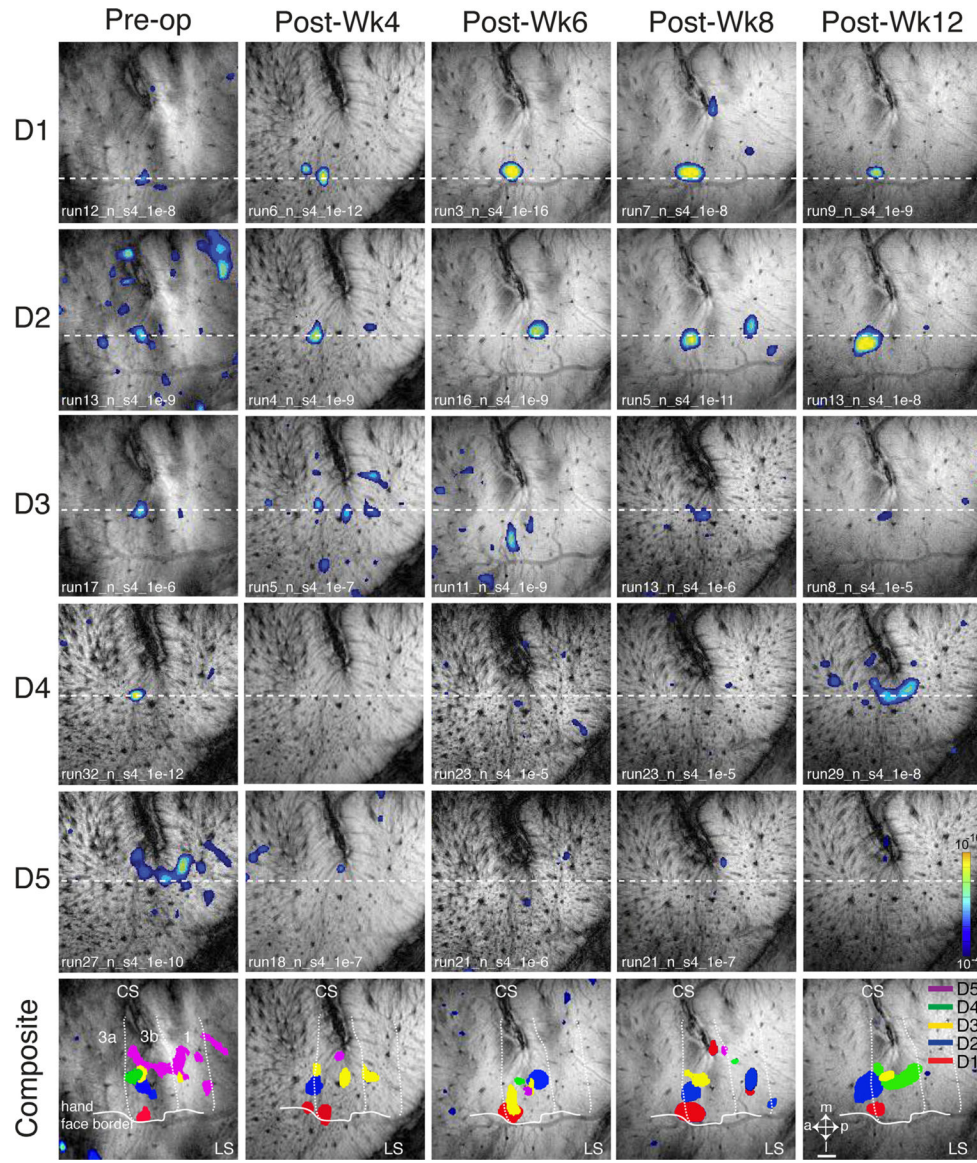 Pre-op Post-Wk4 Post-Wk6 Post-Wk8 Post-Wk12
D1
run12_n_s4_1e-8 run6_n_s4_1e-12 run3_n_s4_1e-16 run7_n_s4_1e-8 run9_n_s4_1e-9
D2
run13_n_s4_1e-9 run4_n_s4_1e-9 run16_n_s4_1e-9 run5_n_s4_1e-11 run13_n_s4_1e-8
D3
run17_n_s4_1e-6 run5_n_s4_1e-7 run11_n_s4_1e-9 run13_n_s4_1e-6 run8_n_s4_1e-5
D4
run32_n_s4_1e-12 run23_n_s4_1e-5 run23_n_s4_1e-5 run29_n_s4_1e-8
D5
run27_n_s4_1e-10 run18_n_s4_1e-7 run21_n_s4_1e-6 run21_n_s4_1e-7
Composite
CS CS CS CS
3a 3b 1
D5
D4
D3
D2
D1
hand
face border
m
a p
l
LS LS LS LS